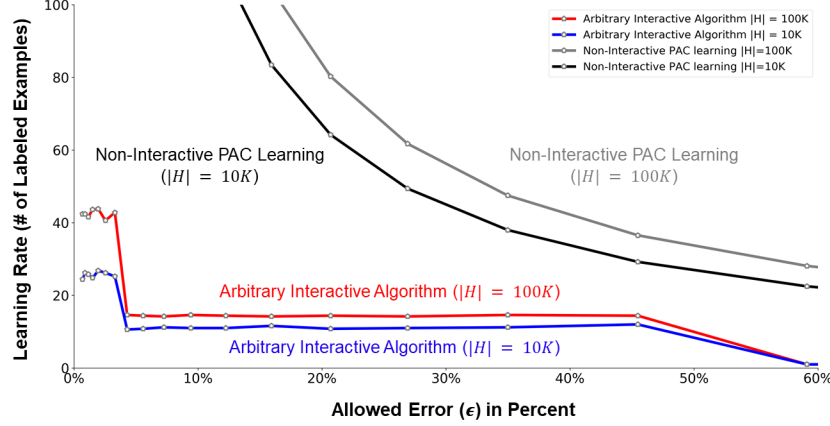 100
80
60
40
20
0
Learning Rate (# of Labeled Examples)
Arbitrary Interactive Algorithm |H| = 100K
Arbitrary Interactive Algorithm |H| = 10K
Non-Interactive PAC learning |H|=100K
Non-Interactive PAC learning |H|=10K
Non-Interactive PAC Learning
(|H| = 10K)
Non-Interactive PAC Learning
(|H| = 100K)
Arbitrary Interactive Algorithm (|H| = 100K)
Arbitrary Interactive Algorithm (|H| = 10K)
0% 10% 20% 30% 40% 50% 60%
Allowed Error (ϵ) in Percent